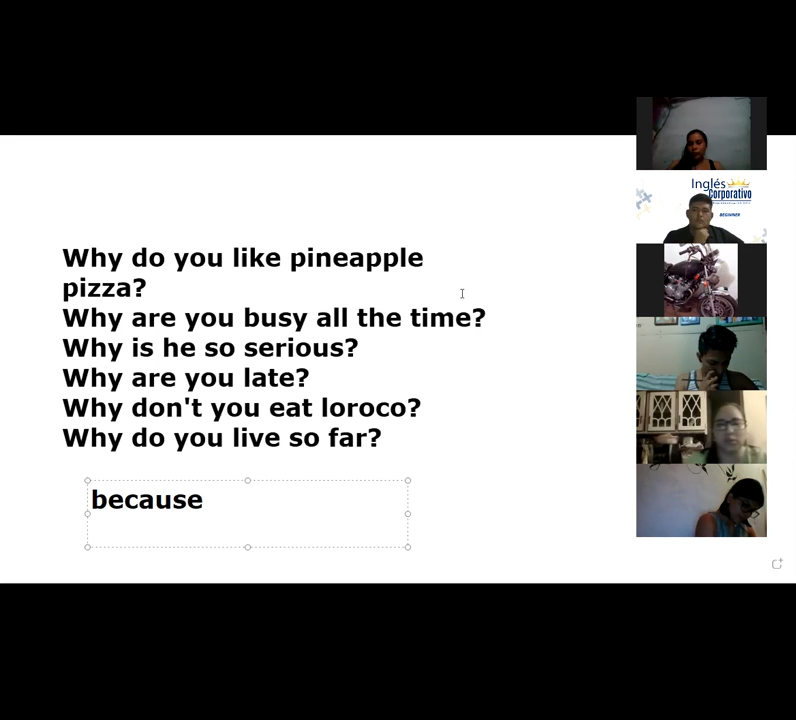 Why do you like pineapple
pizza?
Why are you busy all the time?
Why is he so serious?
Why are you late?
Why don't you eat loroco?
Why do you live so far?
because
Inglés
Corporativo
BEGINNER